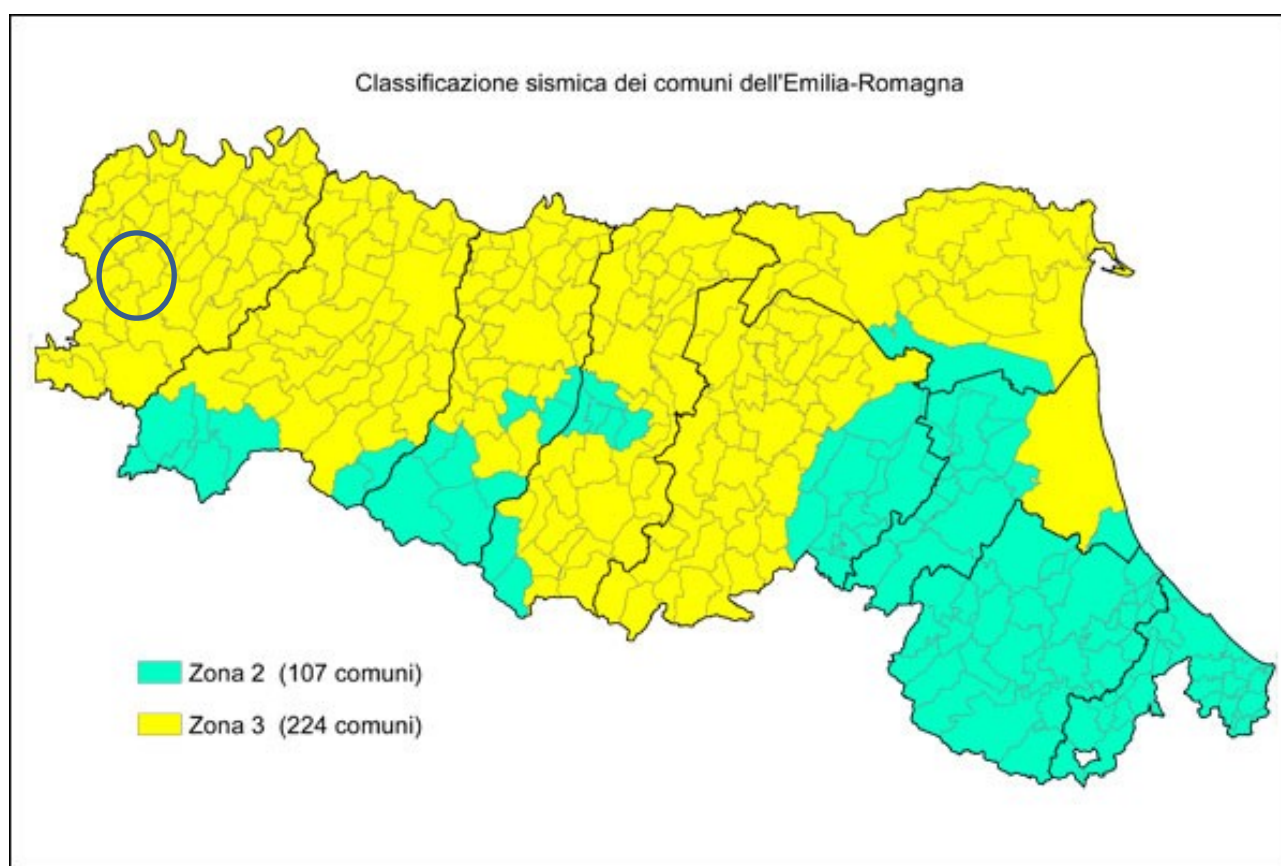 Classificazione sismica dei comuni dell'Emilia-Romagna
Zona 2 (107 comuni)
Zona 3 (224 comuni)